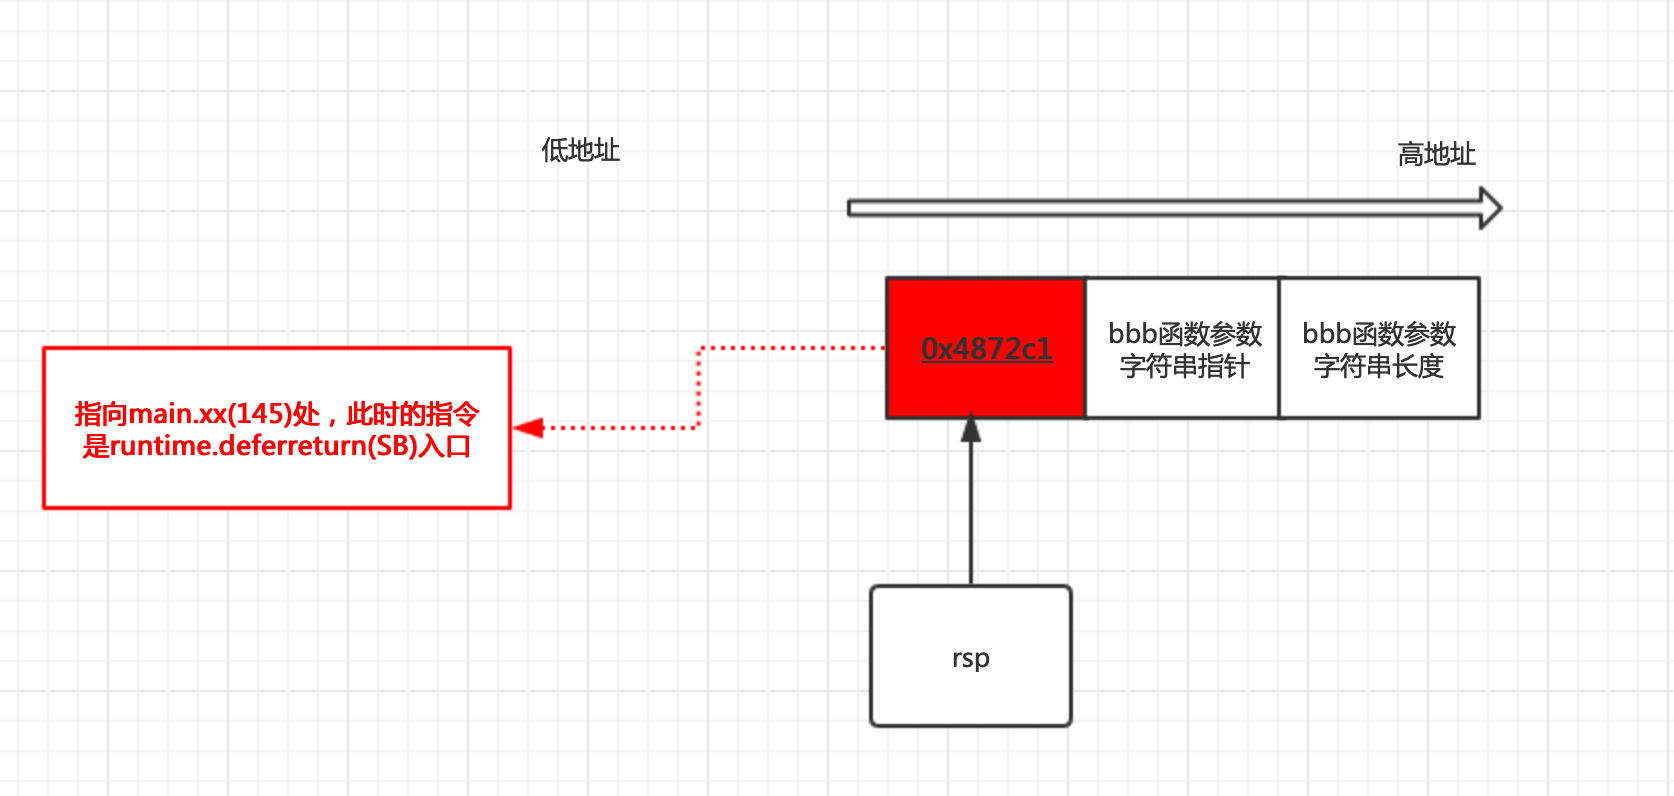 低地址
高地址
0x4872c1
bbb函数参数
字符串指针
bbb函数参数
字符串长度
指向main.xx(145)处，此时的指令
是runtime.deferreturn(SB)入口
rsp